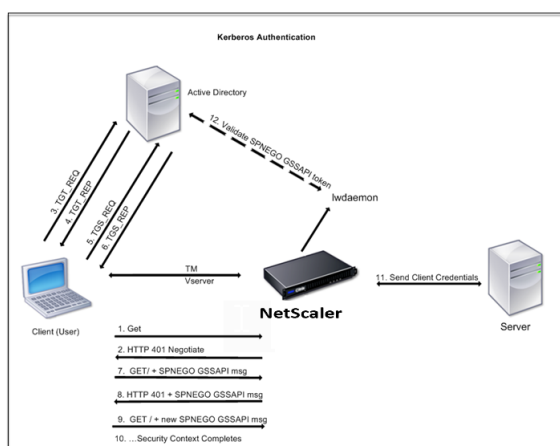 Kerberos Authentication
Active Directory
12. Validate SPNEGO GSSAPI token
3. TGT_REQ
4. TGT_REP
5. TGS_REQ
6. TGS_REP
lwdaemon
TM
Vserver
11. Send Client Credentials
NetScaler
Client (User)
Server
1. Get
2. HTTP 401 Negotiate
7. GET/ + SPNEGO GSSAPI msg
8. HTTP 401 + SPNEGO GSSAPI msg
9. GET / + new SPNEGO GSSAPI msg
10. ...Security Context Completes